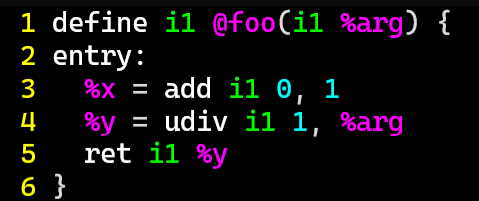 1 define i1 @foo(i1 %arg) {
2 entry:
3   %x = add i1 0, 1
4   %y = udiv i1 1, %arg
5   ret i1 %y
6 }